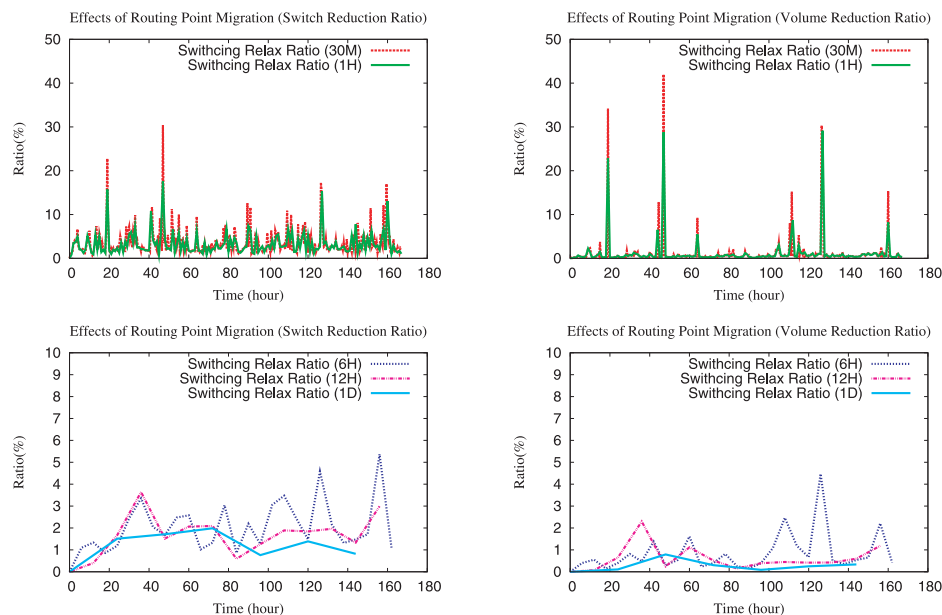 Effects of Routing Point Migration (Switch Reduction Ratio)
50
40
30
20
10
0
Ratio(%)
Swithcing Relax Ratio (30M)
Swithcing Relax Ratio (1H)
0 20 40 60 80 100 120 140 160 180
Time (hour)
Effects of Routing Point Migration (Volume Reduction Ratio)
50
40
30
20
10
0
Ratio(%)
Swithcing Relax Ratio (30M)
Swithcing Relax Ratio (1H)
0 20 40 60 80 100 120 140 160 180
Time (hour)
Effects of Routing Point Migration (Switch Reduction Ratio)
10
9
8
7
6
5
4
3
2
1
0
Ratio(%)
Swithcing Relax Ratio (6H)
Swithcing Relax Ratio (12H)
Swithcing Relax Ratio (1D)
0 20 40 60 80 100 120 140 160 180
Time (hour)
Effects of Routing Point Migration (Volume Reduction Ratio)
10
9
8
7
6
5
4
3
2
1
0
Ratio(%)
Swithcing Relax Ratio (6H)
Swithcing Relax Ratio (12H)
Swithcing Relax Ratio (1D)
0 20 40 60 80 100 120 140 160 180
Time (hour)